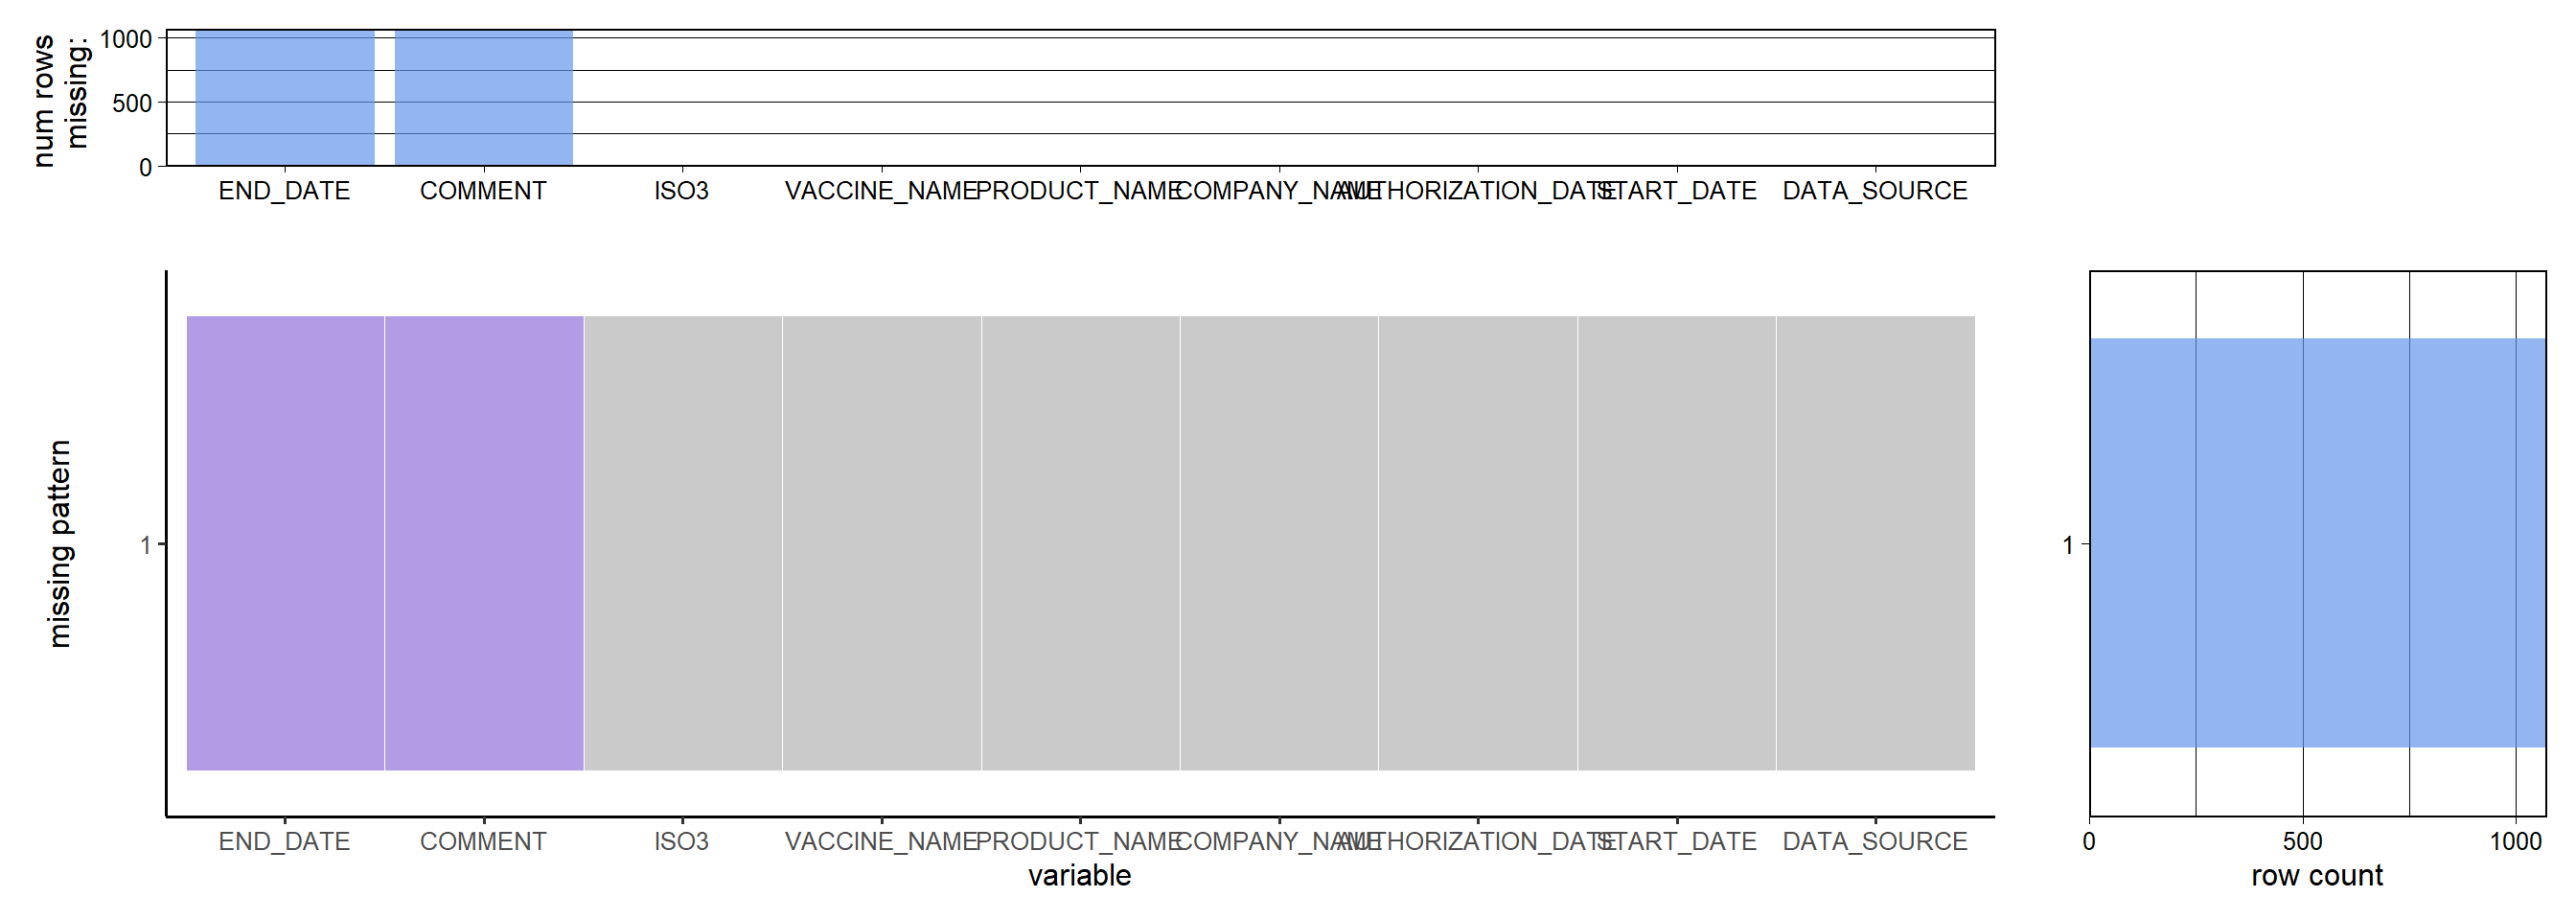 num rows
missing:
1000
500
0
END_DATE COMMENT ISO3 VACCINE_NAME PRODUCT_NAME COMPANY_NAME AUTHORIZATION_DATE START_DATE DATA_SOURCE
missing pattern
1
END_DATE COMMENT ISO3 VACCINE_NAME PRODUCT_NAME COMPANY_NAME AUTHORIZATION_DATE START_DATE DATA_SOURCE
variable
1
0 500 1000
row count